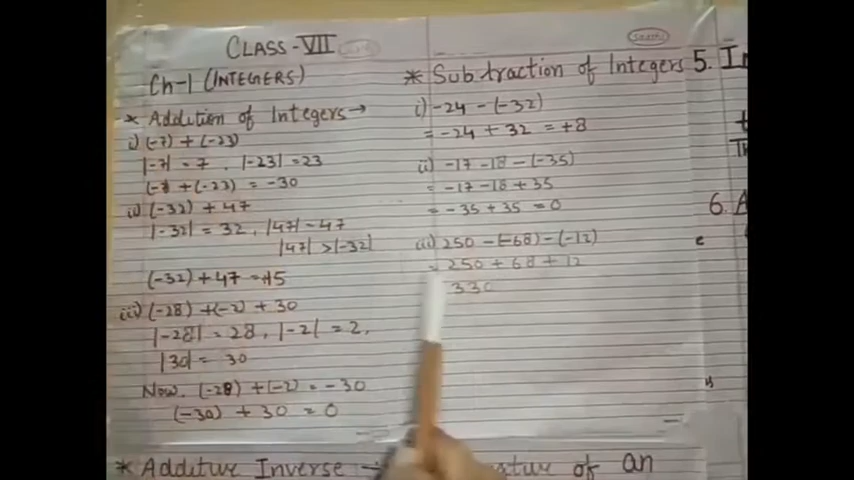 CLASS - VII
Ch-1 (INTEGERS)
* Addition of Integers →
i) (-7) + (-23)
|-7| = 7 , |-23| = 23
(-7) + (-23) = -30
ii) (-32) + 47
|-32| = 32, |47| = 47
|47| > |-32|
(-32) + 47 = +15
iii) (-28) + (-2) + 30
|-28| = 28, |-2| = 2,
|30| = 30
Now, (-28) + (-2) = -30
(-30) + 30 = 0
* Additive Inverse →
* Subtraction of Integers
i) -24 - (-32)
= -24 + 32 = +8
ii) -17 - 18 - (-35)
= -17 - 18 + 35
= -35 + 35 = 0
iii) 250 - (-68) - (-12)
= 250 + 68 + 12
330
of an
5.
6. A